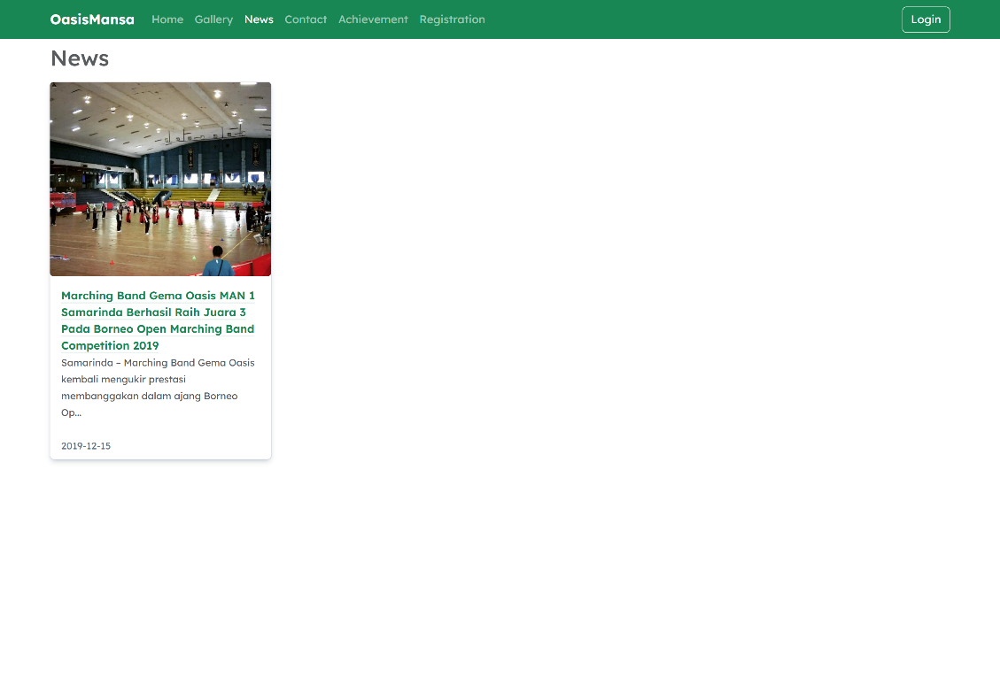 OasisMansa Home Gallery News Contact Achievement Registration Login
News
Marching Band Gema Oasis MAN 1
Samarinda Berhasil Raih Juara 3
Pada Borneo Open Marching Band
Competition 2019
Samarinda – Marching Band Gema Oasis
kembali mengukir prestasi
membanggakan dalam ajang Borneo
Op...
2019-12-15